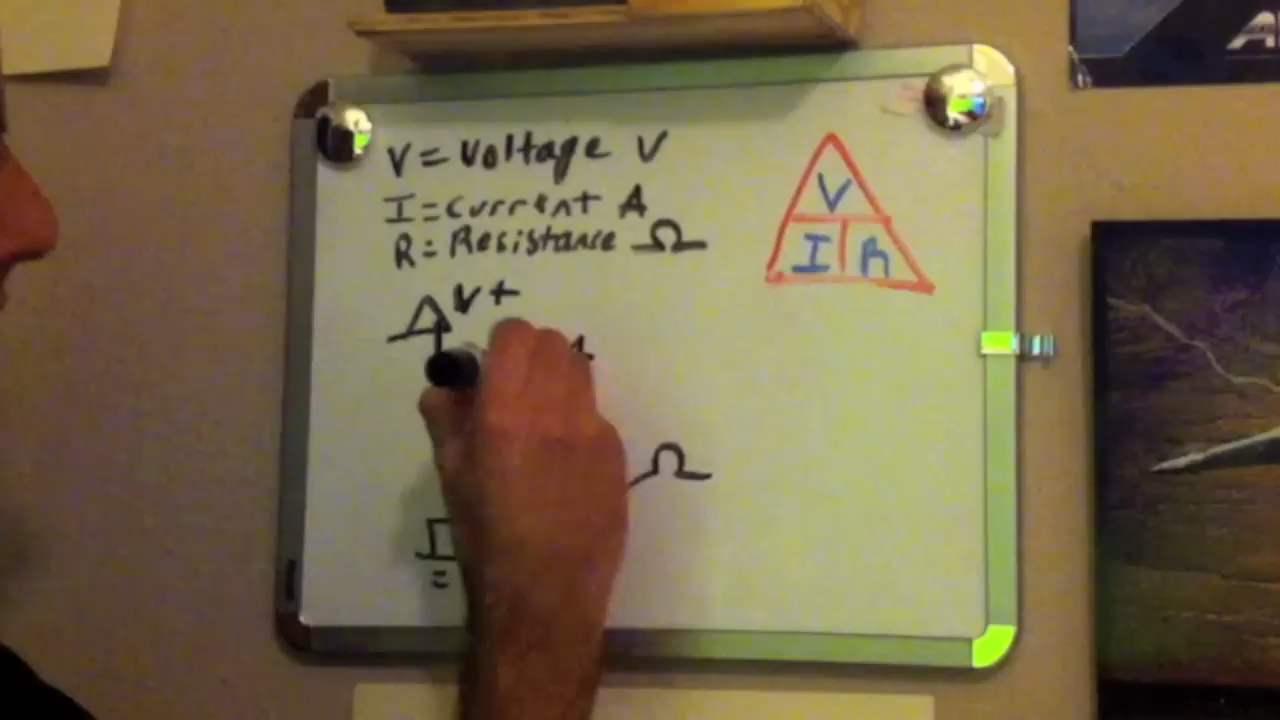 V = Voltage V
I = Current A
R = Resistance Ω
V +
Ω
V
I R
A